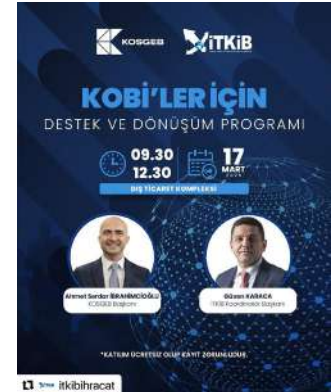 KOSGEB
İTKİB
KOBİ'LER İÇİN
DESTEK VE DÖNÜŞÜM PROGRAMI
09.30
12.30
17
MART
DIŞ TİCARET KOMPLEKSİ
Ahmet Serdar İBRAHİMCİOĞLU
KOSGEB Başkanı
KARACA
İTKİB Koordinatör Başkanı
*KATILIM ÜCRETSİZ OLUP KAYIT ZORUNLUDUR.
itkibihracat